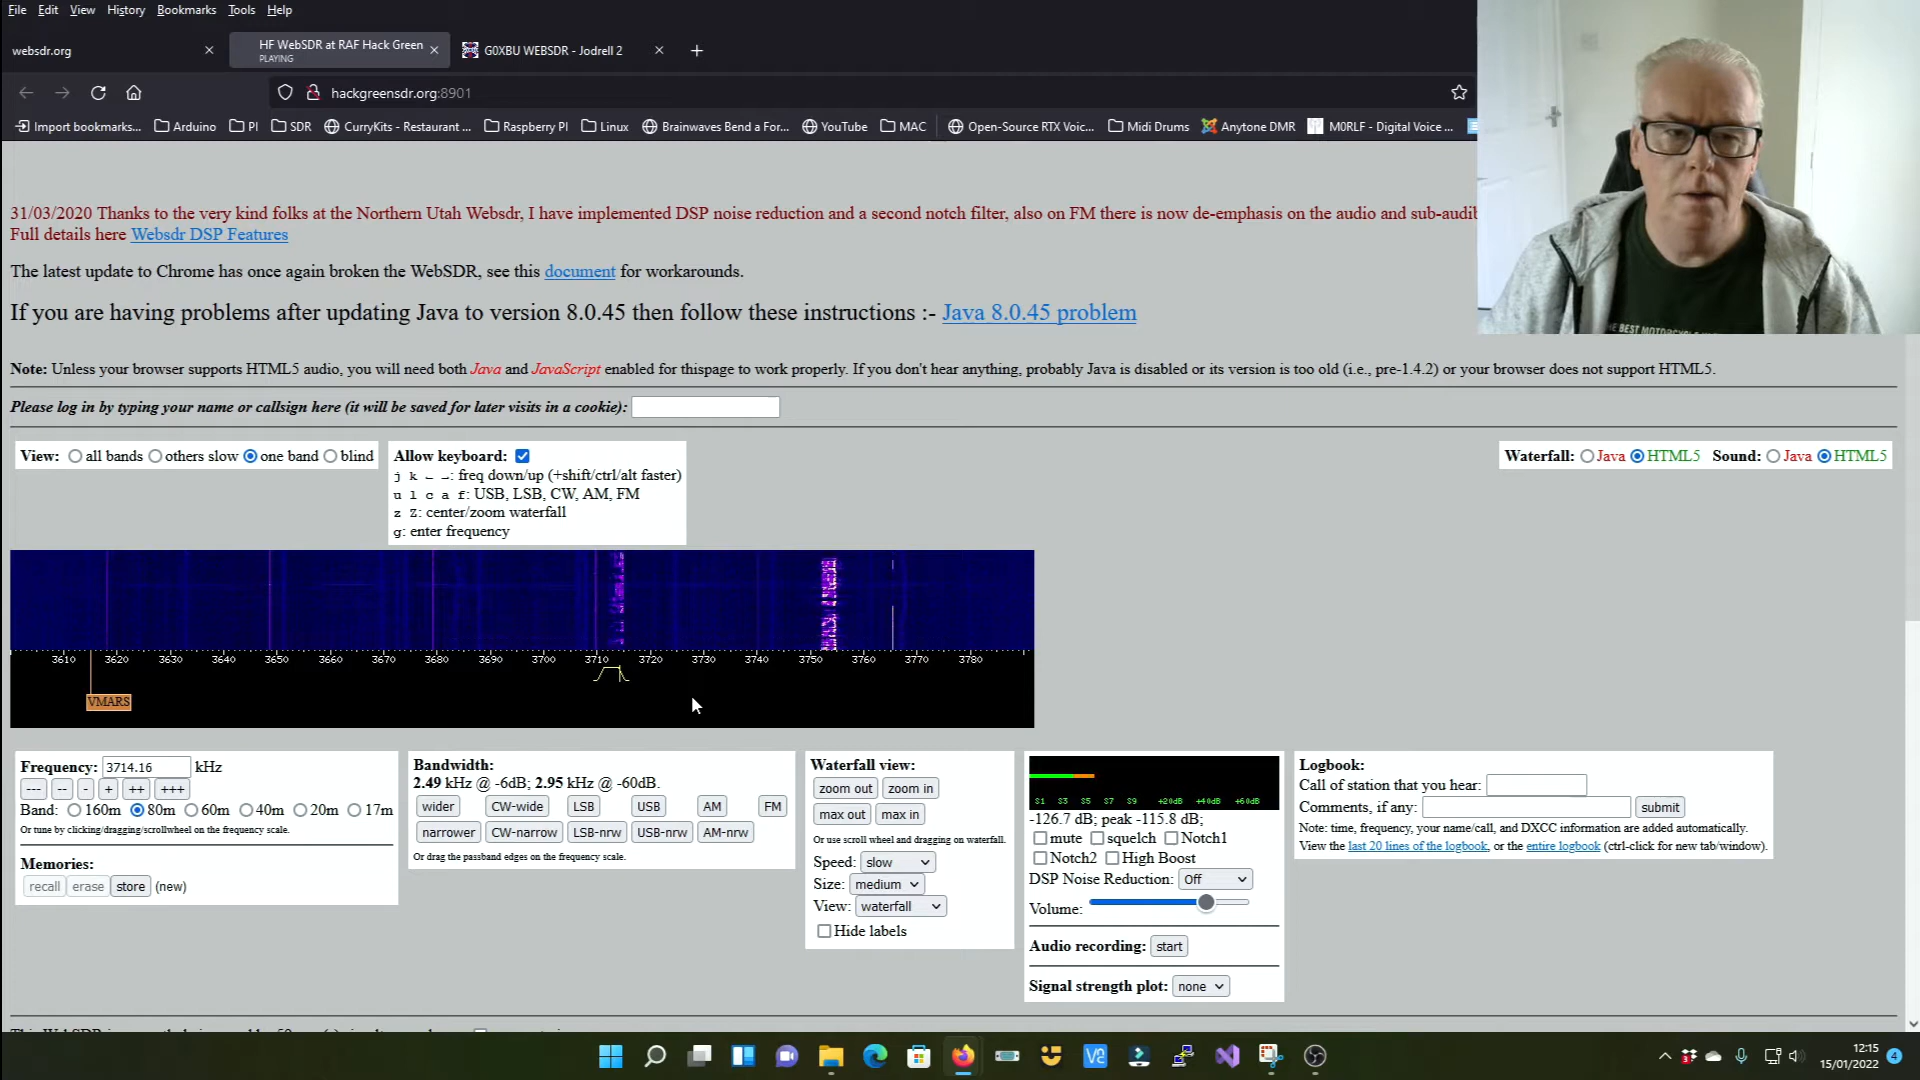 File Edit View History Bookmarks Tools Help
websdr.org
HF WebSDR at RAF Hack Green
PLAYING
G0XBU WEBSDR - Jodrell 2
hackgreensdr.org:8901
Import bookmarks... Arduino PI SDR CurryKits - Restaurant ... Raspberry PI Linux Brainwaves Bend a For... YouTube MAC Open-Source RTX Voic... Midi Drums Anytone DMR M0RLF - Digital Voice ...
31/03/2020 Thanks to the very kind folks at the Northern Utah Websdr, I have implemented DSP noise reduction and a second notch filter, also on FM there is now de-emphasis on the audio and sub-audib
Full details here Websdr DSP Features
The latest update to Chrome has once again broken the WebSDR, see this document for workarounds.
If you are having problems after updating Java to version 8.0.45 then follow these instructions :- Java 8.0.45 problem
Note: Unless your browser supports HTML5 audio, you will need both Java and JavaScript enabled for thispage to work properly. If you don't hear anything, probably Java is disabled or its version is too old (i.e., pre-1.4.2) or your browser does not support HTML5.
Please log in by typing your name or callsign here (it will be saved for later visits in a cookie):
View: all bands others slow one band blind
Allow keyboard:
j k ← →: freq down/up (+shift/ctrl/alt faster)
u l c a f: USB, LSB, CW, AM, FM
z Z: center/zoom waterfall
g: enter frequency
Waterfall: Java HTML5 Sound: Java HTML5
3610 3620 3630 3640 3650 3660 3670 3680 3690 3700 3710 3720 3730 3740 3750 3760 3770 3780
VMARS
Frequency: 3714.16 kHz
--- -- - + ++ +++
Band: 160m 80m 60m 40m 20m 17m
Or tune by clicking/dragging/scrollwheel on the frequency scale.
Memories:
recall erase store (new)
Bandwidth:
2.49 kHz @ -6dB; 2.95 kHz @ -60dB.
wider CW-wide LSB USB AM FM
narrower CW-narrow LSB-nrw USB-nrw AM-nrw
Or drag the passband edges on the frequency scale.
Waterfall view:
zoom out zoom in
max out max in
Or use scroll wheel and dragging on waterfall.
Speed: slow
Size: medium
View: waterfall
Hide labels
S1 S3 S5 S7 S9 +20dB +40dB +60dB
-126.7 dB; peak -115.8 dB;
mute squelch Notch1
Notch2 High Boost
DSP Noise Reduction: Off
Volume:
Audio recording: start
Signal strength plot: none
Logbook:
Call of station that you hear:
Comments, if any: submit
Note: time, frequency, your name/call, and DXCC information are added automatically.
View the last 20 lines of the logbook, or the entire logbook (ctrl-click for new tab/window).
12:15
15/01/2022
4